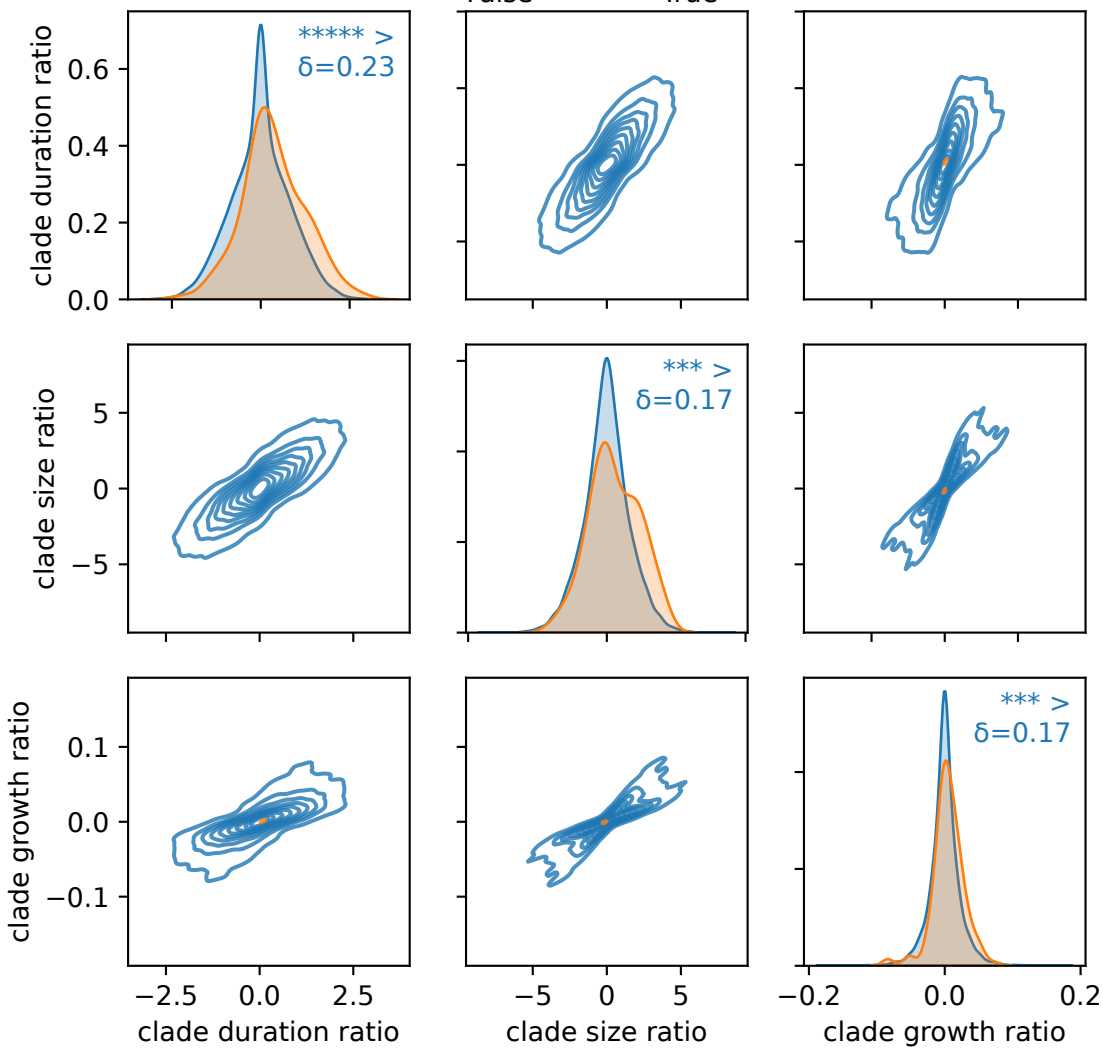 True
clade duration ratio
0.6
0.4
0.2
0.0
***** >
δ=0.23
clade size ratio
5
0
−5
*** >
δ=0.17
clade growth ratio
0.1
0.0
−0.1
*** >
δ=0.17
−2.5 0.0 2.5
−5 0 5
−0.2 0.0 0.2
clade duration ratio
clade size ratio
clade growth ratio